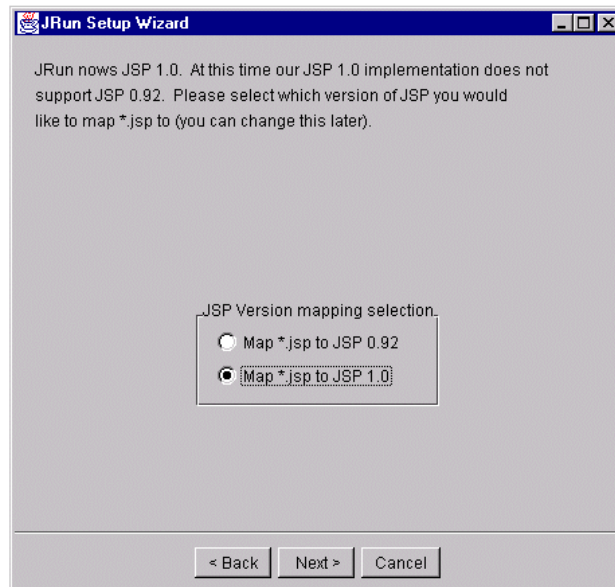 JRun Setup Wizard
JRun nows JSP 1.0. At this time our JSP 1.0 implementation does not
support JSP 0.92. Please select which version of JSP you would
like to map *.jsp to (you can change this later).
JSP Version mapping selection
Map *.jsp to JSP 0.92
Map *.jsp to JSP 1.0
< Back Next > Cancel